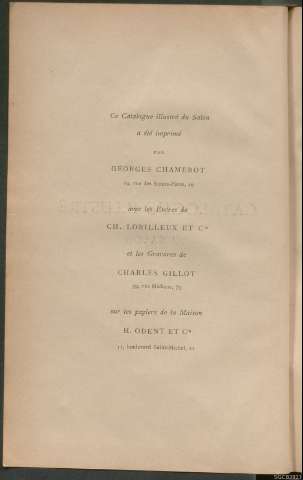 Ce Catalogue illustré du Salon
a été imprimé
PAR
GEORGES CHAMEROT
19, rue des Saints-Pères, 19
avec les Encres de
CH. LORILLEUX ET Cie
et les Gravures de
CHARLES GILLOT
79, rue Madame, 79
sur les papiers de la Maison
H. ODENT ET Cie
11, boulevard Saint-Michel, 11